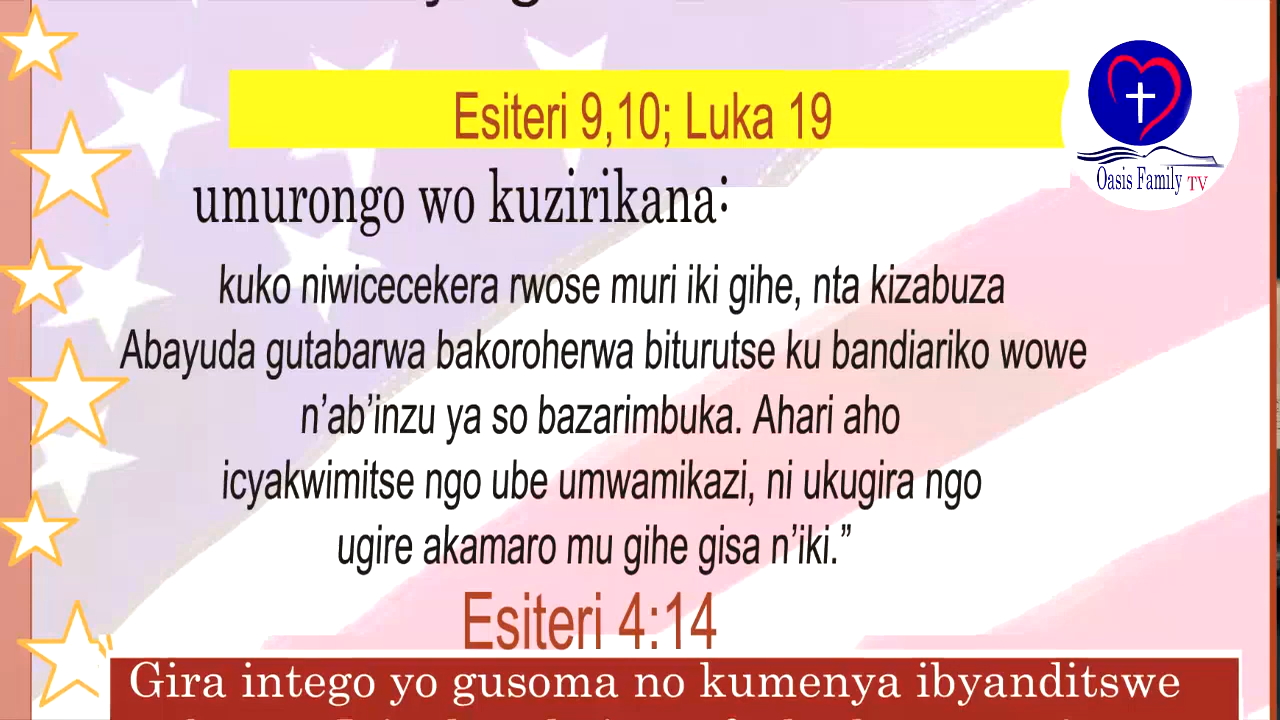 Esiteri 9,10; Luka 19
Oasis Family TV
umurongo wo kuzirikana:
kuko niwicecekera rwose muri iki gihe, nta kizabuza
Abayuda gutabarwa bakoroherwa biturutse ku bandiariko wowe
n’ab’inzu ya so bazarimbuka. Ahari aho
icyakwimitse ngo ube umwamikazi, ni ukugira ngo
ugire akamaro mu gihe gisa n’iki.”
Esiteri 4:14
Gira intego yo gusoma no kumenya ibyanditswe